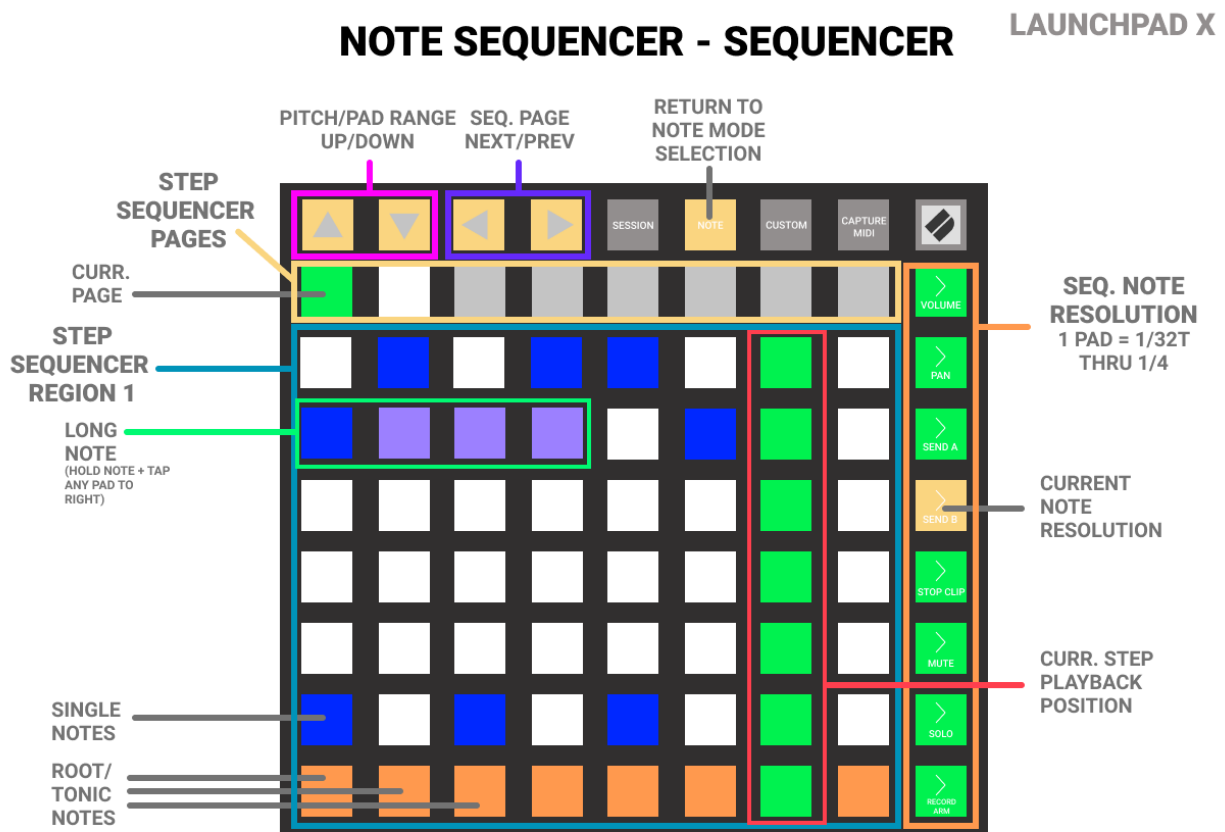 LAUNCHPAD X
NOTE SEQUENCER - SEQUENCER
PITCH/PAD RANGE
UP/DOWN
SEQ. PAGE
NEXT/PREV
RETURN TO
NOTE MODE
SELECTION
STEP
SEQUENCER
PAGES
SESSION
NOTE
CUSTOM
CAPTURE
MIDI
CURR.
PAGE
VOLUME
SEQ. NOTE
RESOLUTION
1 PAD = 1/32T
THRU 1/4
STEP
SEQUENCER
REGION 1
PAN
LONG
NOTE
(HOLD NOTE + TAP
ANY PAD TO
RIGHT)
SEND A
SEND B
CURRENT
NOTE
RESOLUTION
STOP CLIP
MUTE
CURR. STEP
PLAYBACK
POSITION
SINGLE
NOTES
SOLO
ROOT/
TONIC
NOTES
RECORD
ARM